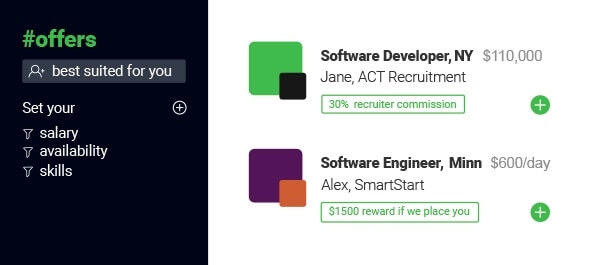 #offers
best suited for you
Set your
salary
availability
skills
Software Developer, NY $110,000
Jane, ACT Recruitment
30% recruiter commission
Software Engineer, Minn $600/day
Alex, SmartStart
$1500 reward if we place you